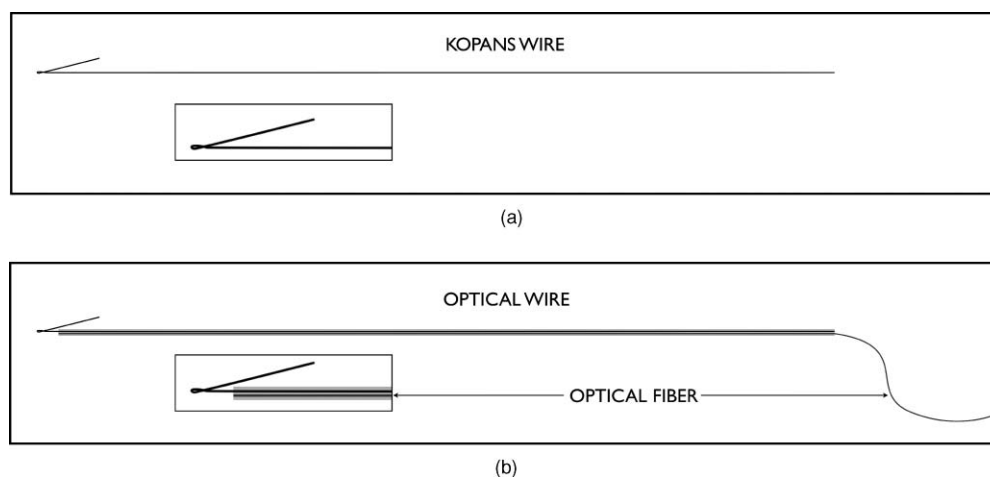 KOPANS WIRE
(a)
OPTICAL WIRE
OPTICAL FIBER
(b)